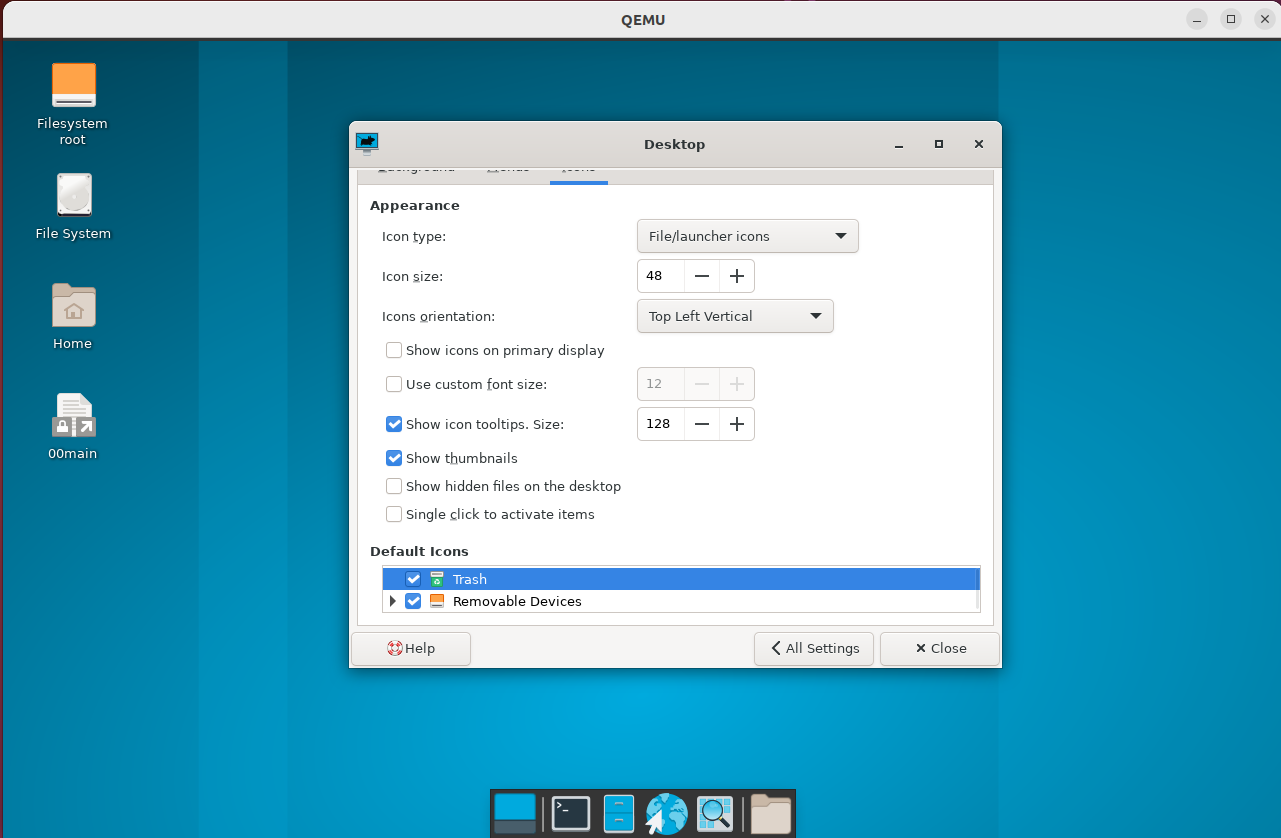 QEMU
Filesystem
root
File System
Home
00main
Desktop
Background Menus Icons
Appearance
Icon type: File/launcher icons
Icon size: 48
Icons orientation: Top Left Vertical
Show icons on primary display
Use custom font size: 12
Show icon tooltips. Size: 128
Show thumbnails
Show hidden files on the desktop
Single click to activate items
Default Icons
Trash
Removable Devices
Help All Settings Close